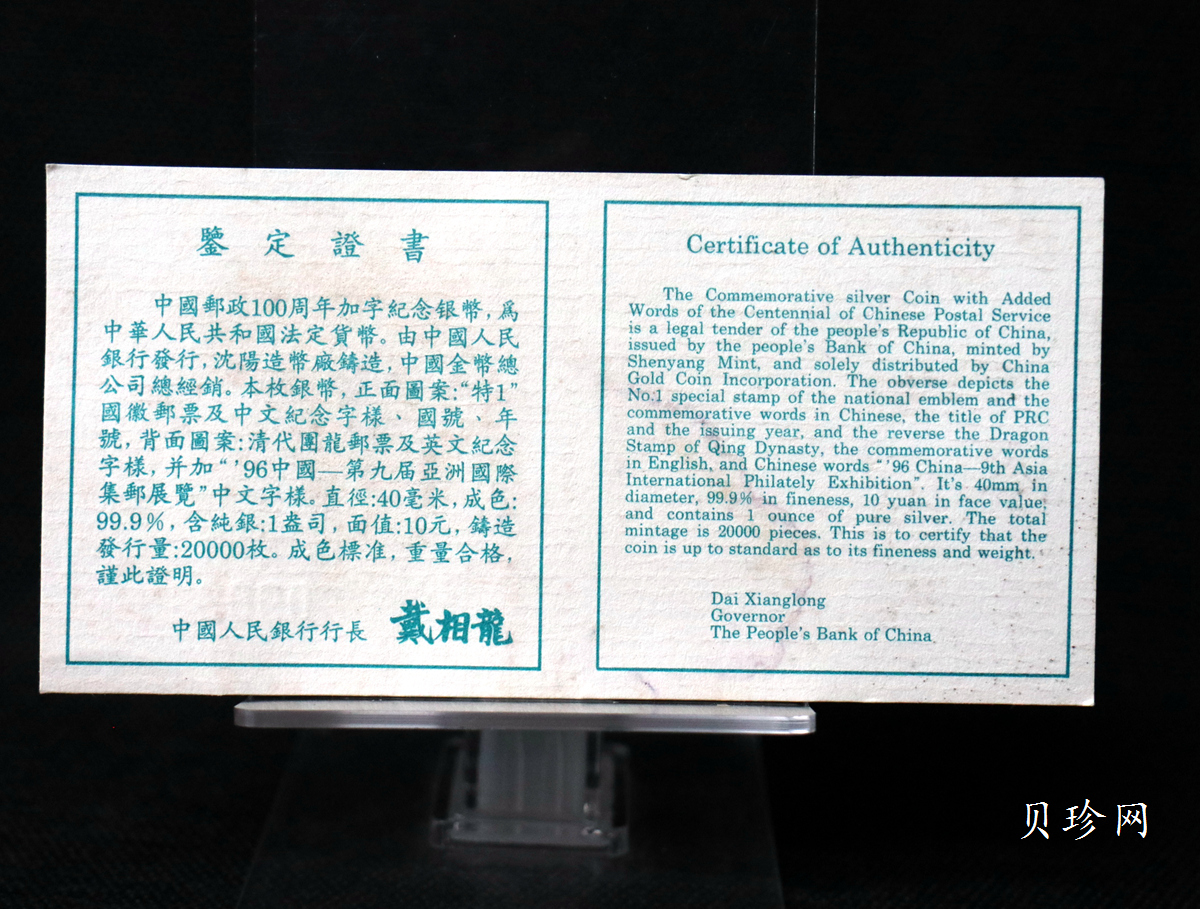 鑒定證書
中國郵政100周年加字紀念银幣，爲
中華人民共和國法定貨幣。由中國人民
銀行發行，沈陽造幣廠鑄造，中國金幣總
公司總經銷。本枚銀幣，正面圖案：“特1”
國徽郵票及中文紀念字樣、國號、年
號，背面圖案：清代團龍郵票及英文紀念
字樣，并加“'96中國—第九届亞洲國際
集郵展覽”中文字樣。直徑：40毫米，成色：
99.9%，含純銀：1盎司，面值：10元，鑄造
發行量：20000枚。成色標准，重量合格，
謹此證明。
中國人民銀行行長 戴相龍
Certificate of Authenticity
The Commemorative silver Coin with Added
Words of the Centennial of Chinese Postal Service
is a legal tender of the people's Republic of China,
issued by the people's Bank of China, minted by
Shenyang Mint, and solely distributed by China
Gold Coin Incorporation. The obverse depicts the
No.1 special stamp of the national emblem and the
commemorative words in Chinese, the title of PRC
and the issuing year, and the reverse the Dragon
Stamp of Qing Dynasty, the commemorative words
in English, and Chinese words “'96 China—9th Asia
International Philately Exhibition”. It's 40mm in
diameter, 99.9% in fineness, 10 yuan in face value,
and contains 1 ounce of pure silver. The total
mintage is 20000 pieces. This is to certify that the
coin is up to standard as to its fineness and weight.
Dai Xianglong
Governor
The People's Bank of China
贝珍网